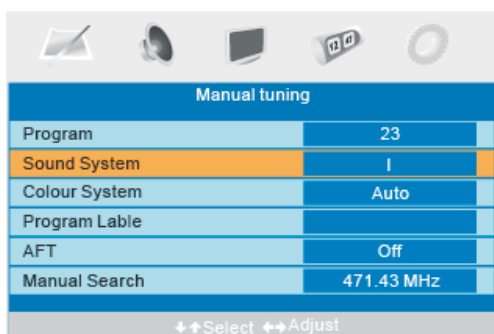 Manual tuning
Program 23
Sound System I
Colour System Auto
Program Lable
AFT Off
Manual Search 471.43 MHz
Select Adjust